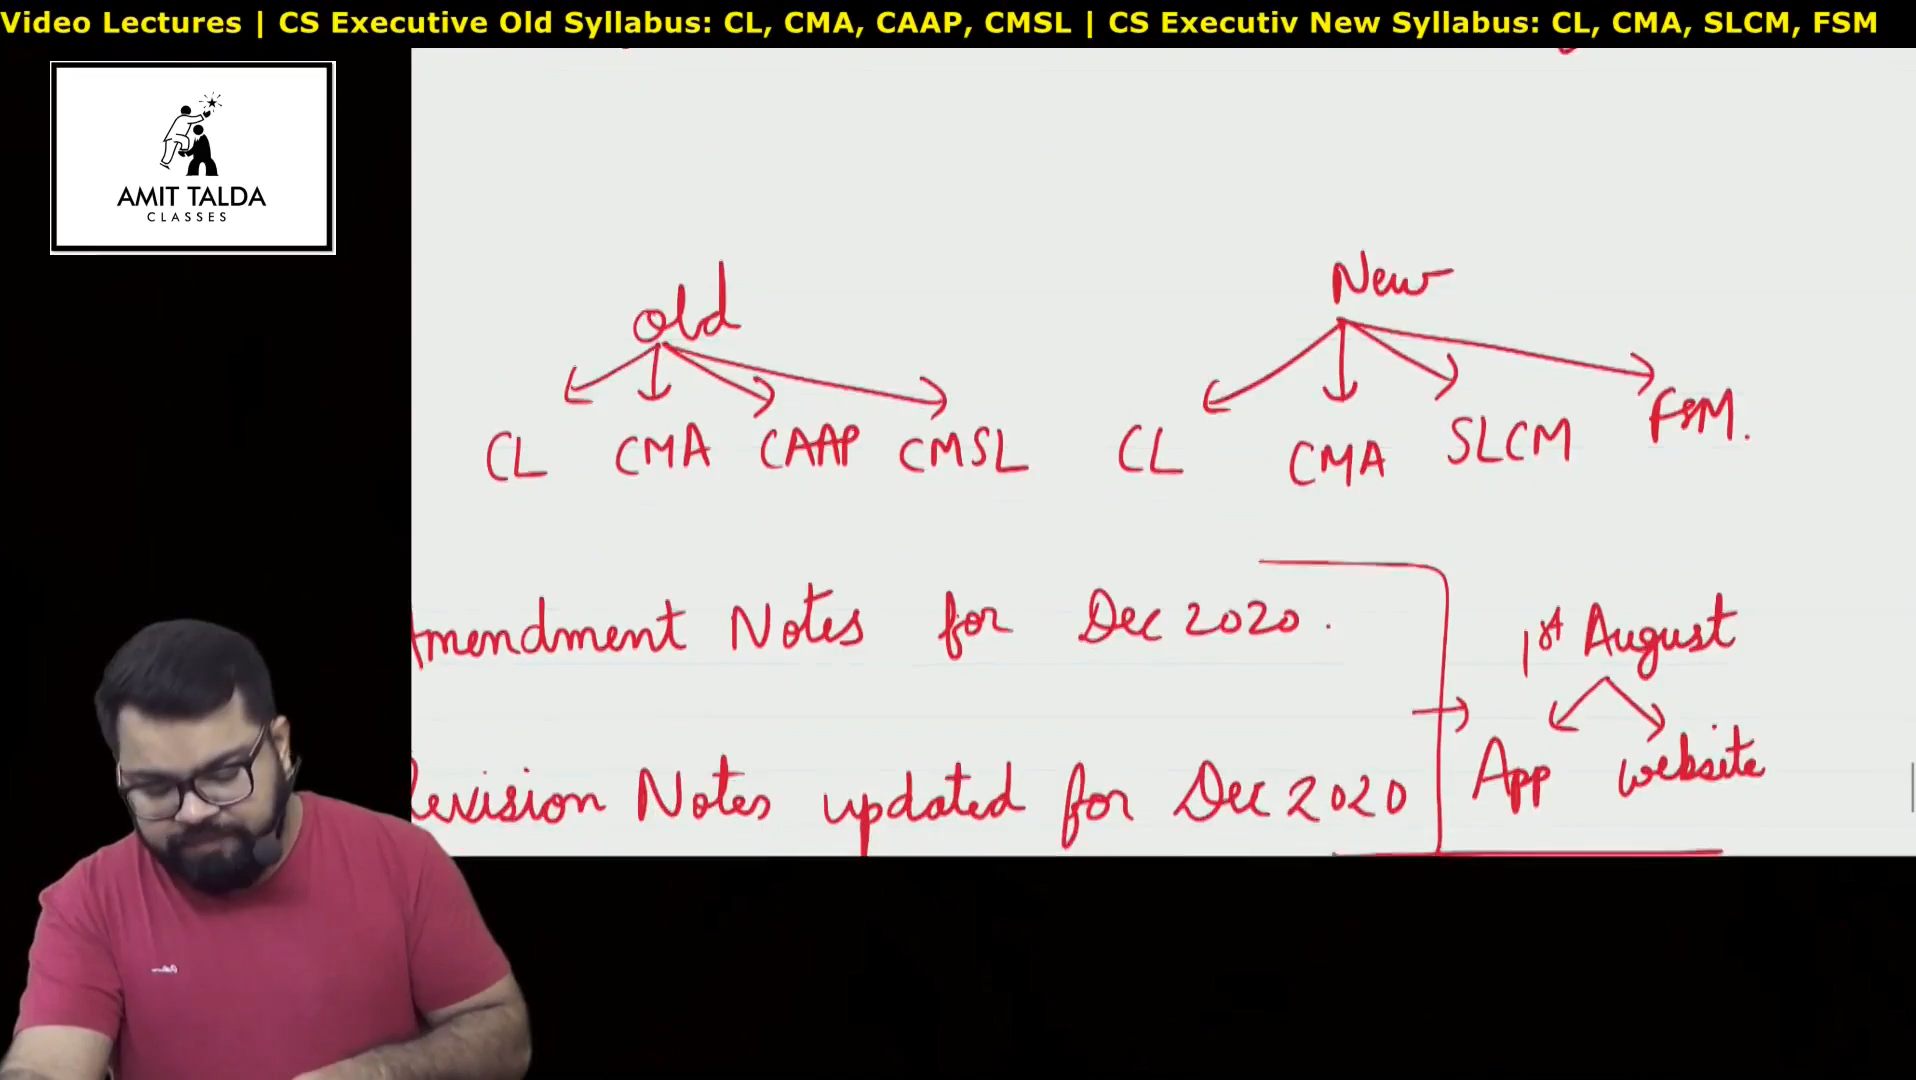 Video Lectures | CS Executive Old Syllabus: CL, CMA, CAAP, CMSL | CS Executiv New Syllabus: CL, CMA, SLCM, FSM
AMIT TALDA
CLASSES
Old
New
CL CMA CAAP CMSL
CL CMA SLCM FSM.
Amendment Notes for Dec 2020.
Revision Notes updated for Dec 2020
1st August
App Website